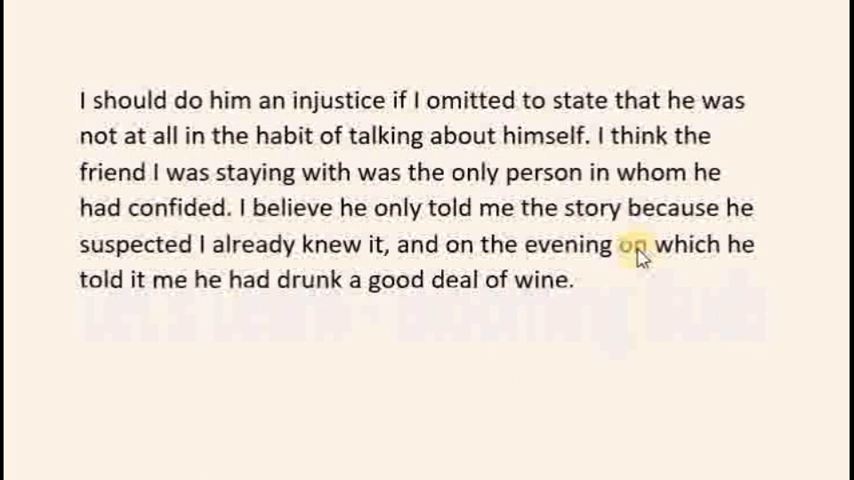 I should do him an injustice if I omitted to state that he was
not at all in the habit of talking about himself. I think the
friend I was staying with was the only person in whom he
had confided. I believe he only told me the story because he
suspected I already knew it, and on the evening on which he
told it me he had drunk a good deal of wine.